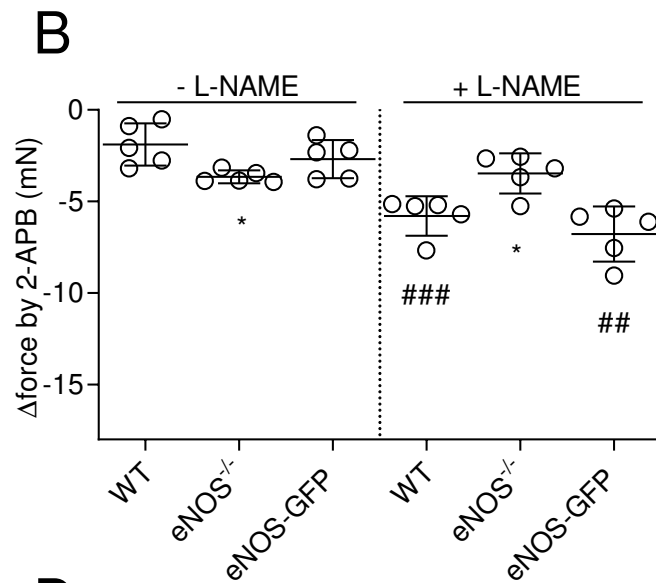 B
- L-NAME
+ L-NAME
0
-5
-10
-15
Δforce by 2-APB (mN)
*
*
###
##
WT
eNOS-/-
eNOS-GFP
WT
eNOS-/-
eNOS-GFP